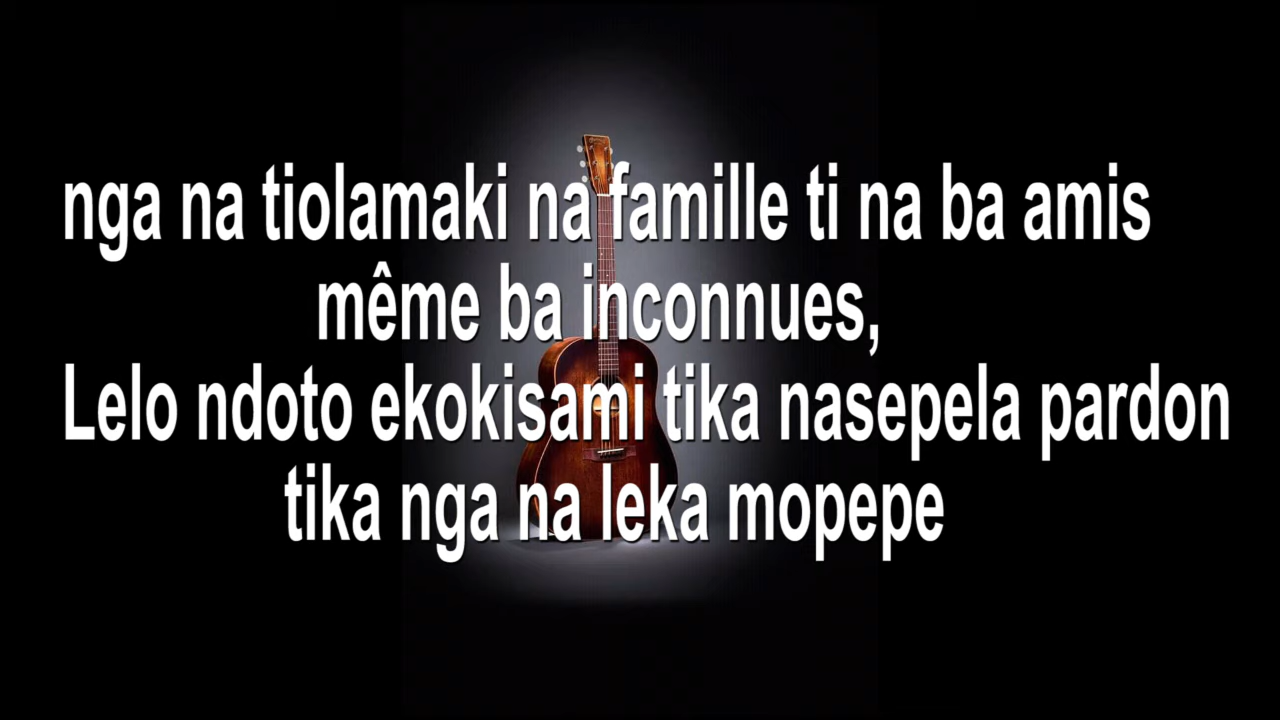 nga na tiolamaki na famille ti na ba amis
même ba inconnues,
Lelo ndoto ekokisami tika nasepela pardon
tika nga na leka mopepe